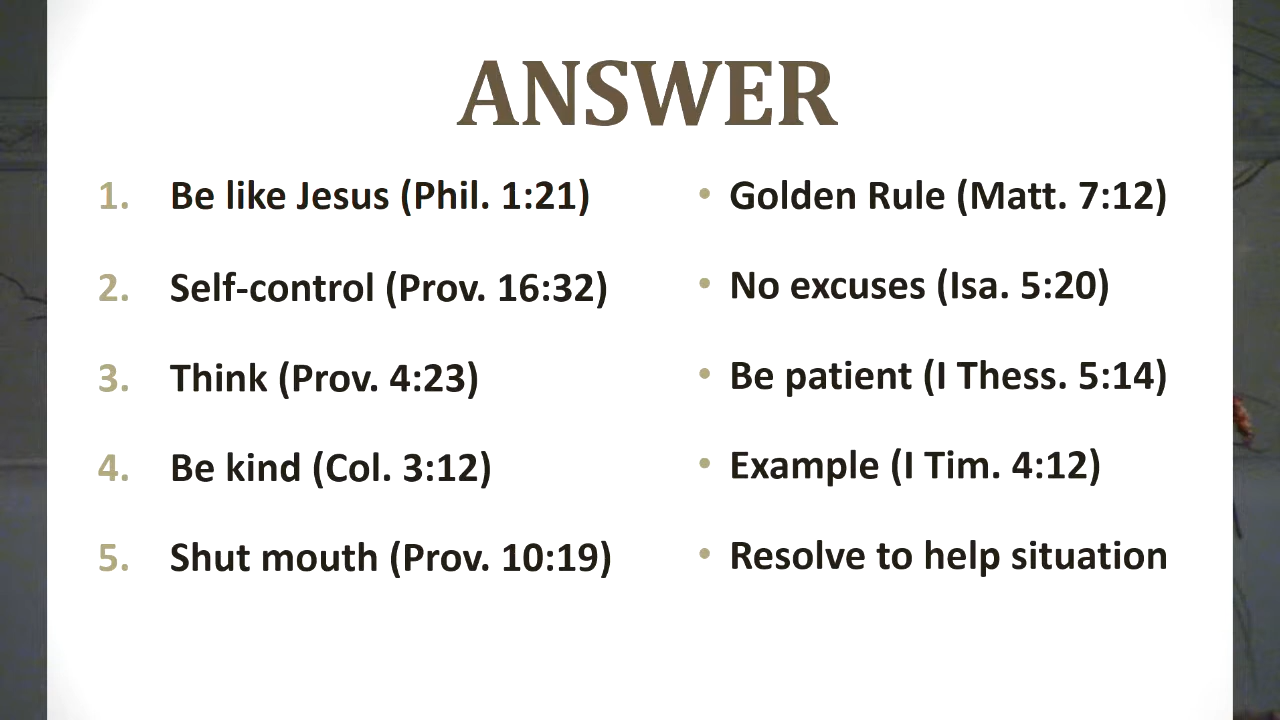 ANSWER
1. Be like Jesus (Phil. 1:21)
2. Self-control (Prov. 16:32)
3. Think (Prov. 4:23)
4. Be kind (Col. 3:12)
5. Shut mouth (Prov. 10:19)
• Golden Rule (Matt. 7:12)
• No excuses (Isa. 5:20)
• Be patient (I Thess. 5:14)
• Example (I Tim. 4:12)
• Resolve to help situation